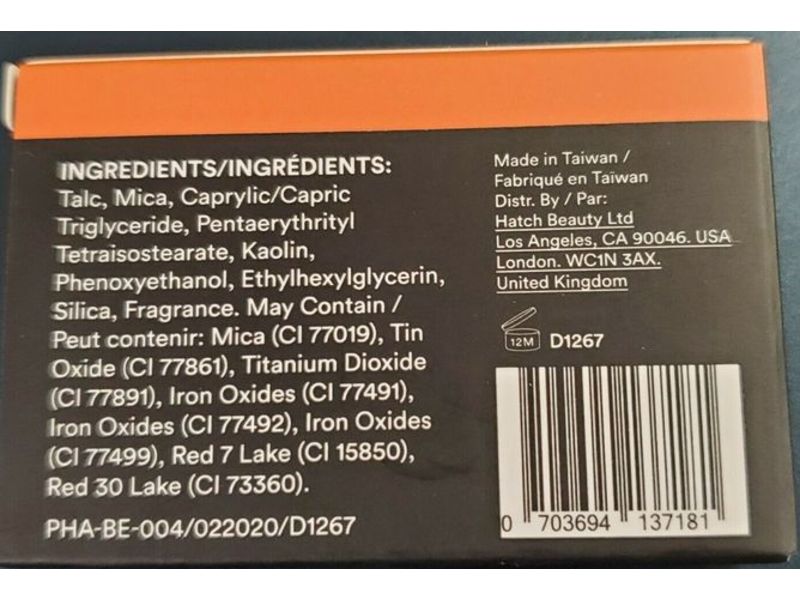 INGREDIENTS/INGRÉDIENTS:
Talc, Mica, Caprylic/Capric
Triglyceride, Pentaerythrityl
Tetraisostearate, Kaolin,
Phenoxyethanol, Ethylhexylglycerin,
Silica, Fragrance. May Contain /
Peut contenir: Mica (CI 77019), Tin
Oxide (CI 77861), Titanium Dioxide
(CI 77891), Iron Oxides (CI 77491),
Iron Oxides (CI 77492), Iron Oxides
(CI 77499), Red 7 Lake (CI 15850),
Red 30 Lake (CI 73360).
PHA-BE-004/022020/D1267
Made in Taiwan /
Fabriqué en Taïwan
Distr. By / Par:
Hatch Beauty Ltd
Los Angeles, CA 90046. USA
London. WC1N 3AX.
United Kingdom
12M D1267
0 703694 137181